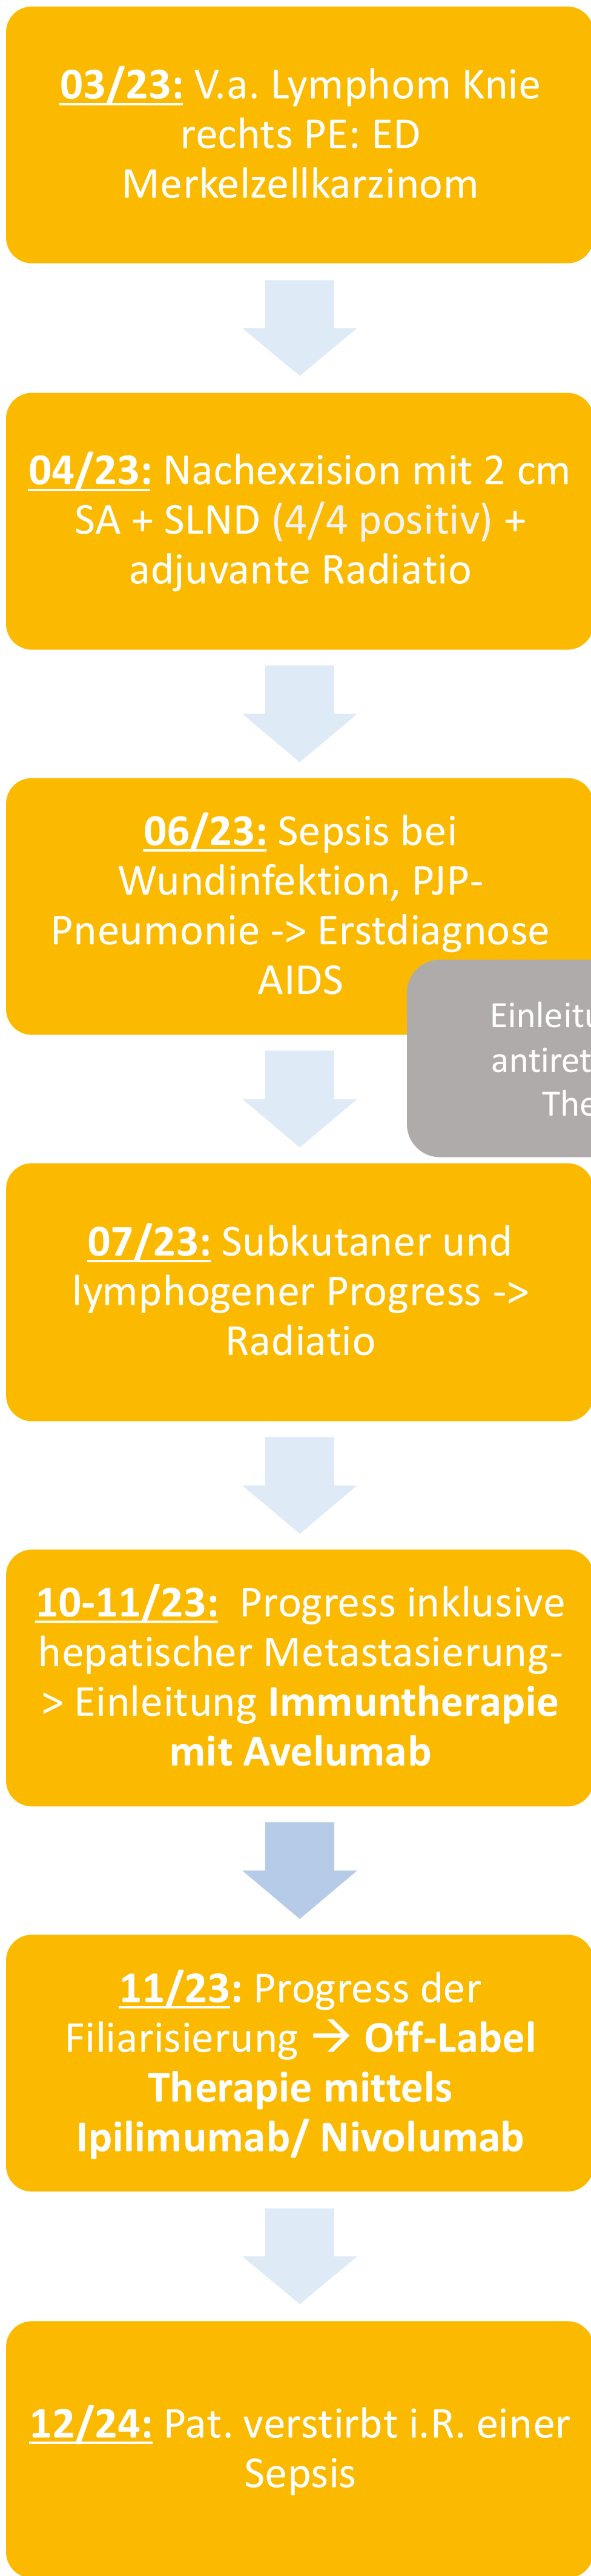 03/23: V.a. Lymphom Knie
rechts PE: ED
Merkelzellkarzinom
04/23: Nachexzision mit 2 cm
SA + SLND (4/4 positiv) +
adjuvante Radiatio
06/23: Sepsis bei
Wundinfektion, PJP-
Pneumonie -> Erstdiagnose
AIDS
Einleitu
antiret
The
07/23: Subkutaner und
lymphogener Progress ->
Radiatio
10-11/23: Progress inklusive
hepatischer Metastasierung-
> Einleitung Immuntherapie
mit Avelumab
11/23: Progress der
Filiarisierung → Off-Label
Therapie mittels
Ipilimumab/ Nivolumab
12/24: Pat. verstirbt i.R. einer
Sepsis